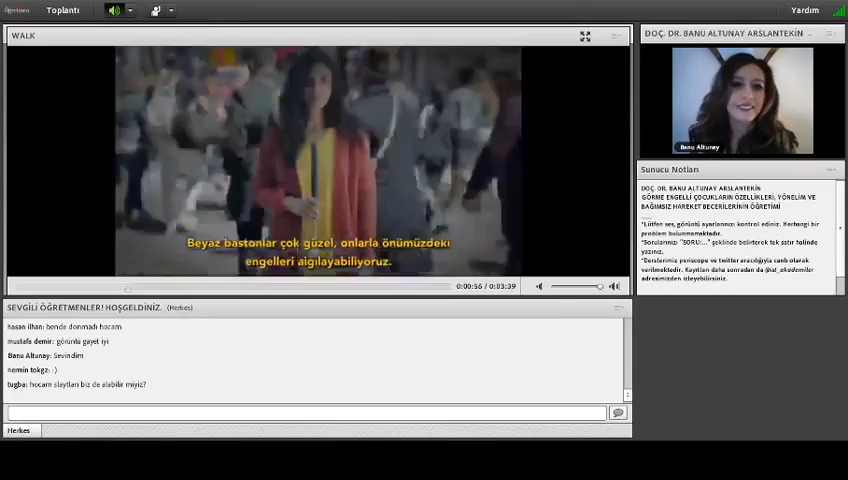 Öğretam Toplantı Yardım
WALK
Beyaz bastonlar çok güzel, onlarla önümüzdeki
engelleri algılayabiliyoruz.
0:00:56 / 0:03:39
DOÇ. DR. BANU ALTUNAY ARSLANTEKİN ..
Banu Altunay
Sunucu Notları
DOÇ. DR. BANU ALTUNAY ARSLANTEKİN
GÖRME ENGELLİ ÇOCUKLARIN ÖZELLİKLERİ, YÖNELİM VE
BAĞIMSIZ HAREKET BECERİLERİNİN ÖĞRETİMİ
*Lütfen ses, görüntü ayarlarınızı kontrol ediniz. Herhangi bir
problem bulunmamaktadır.
*Sorularınızı "SORU:..." şeklinde belirterek tek satır halinde
yazınız.
*Derslerimiz periscope ve twitter aracılığıyla canlı olarak
verilmektedir. Kayıtları daha sonradan da @ist_akademiler
adresimizden izleyebilirsiniz.
SEVGİLİ ÖĞRETMENLER! HOŞGELDİNİZ. (Herkes)
hasan ilhan: bende donmadı hocam
mustafa demir: görüntü gayet iyi
Banu Altunay: Sevindim
nermin tokgz: :)
tugba: hocam slaytları biz de alabilir miyiz?
Herkes